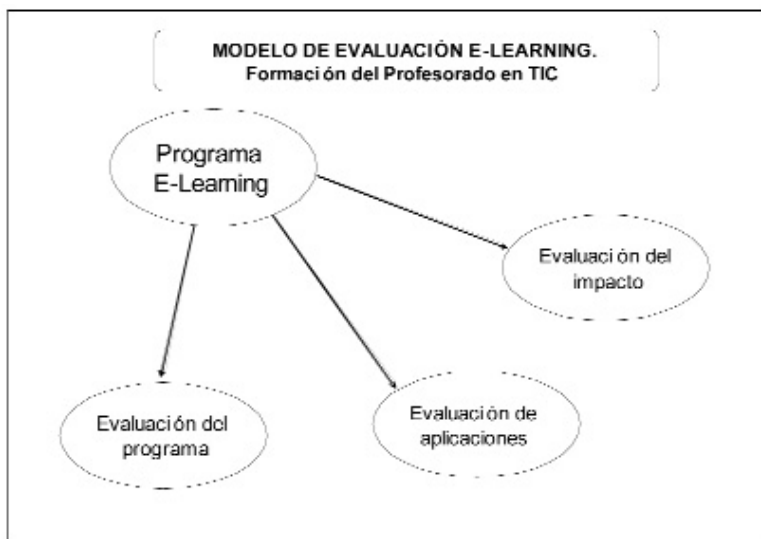 MODELO DE EVALUACIÓN E-LEARNING.
Formación del Profesorado en TIC
Programa
E-Learning
Evaluación del
impacto
Evaluación de
aplicaciones
Evaluación del
programa